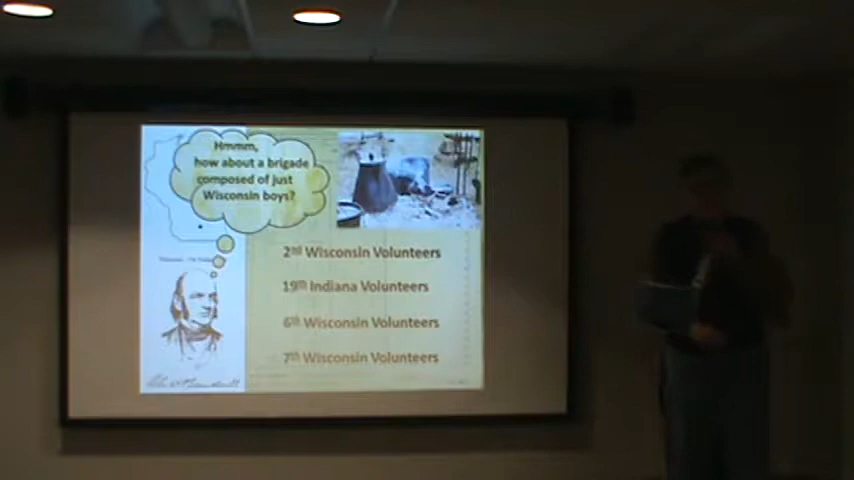 Hmmm,
how about a brigade
composed of just
Wisconsin boys?
2nd Wisconsin Volunteers
19th Indiana Volunteers
6th Wisconsin Volunteers
7th Wisconsin Volunteers